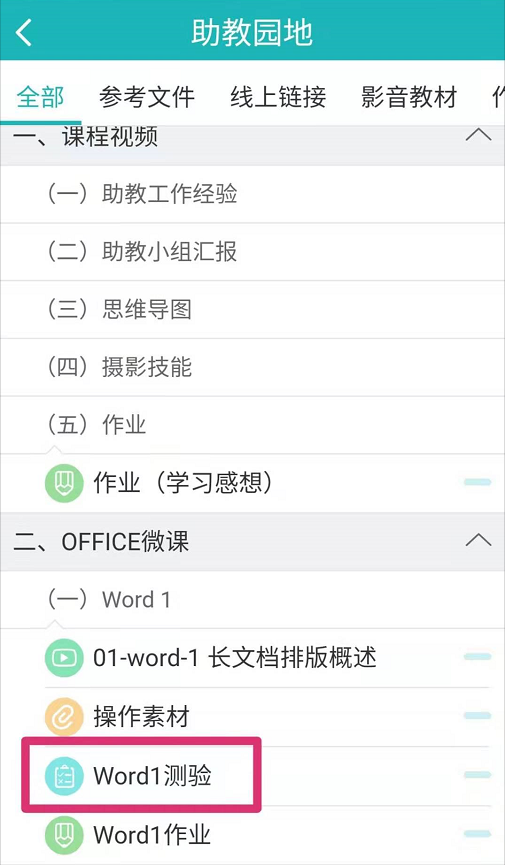 助教园地
全部 参考文件 线上链接 影音教材
一、课程视频
（一）助教工作经验
（二）助教小组汇报
（三）思维导图
（四）摄影技能
（五）作业
作业（学习感想）
二、OFFICE微课
（一）Word 1
01-word-1 长文档排版概述
操作素材
Word1测验
Word1作业